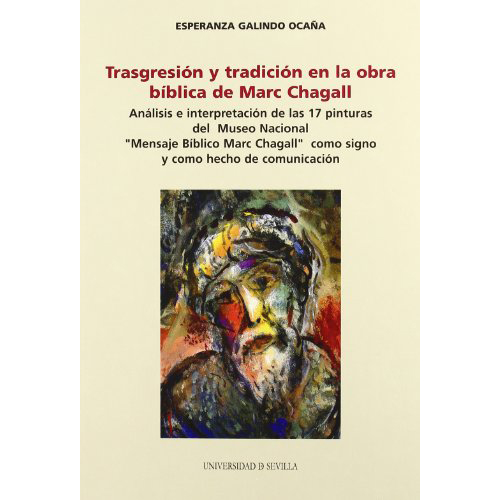 ESPERANZA GALINDO OCAÑA
Trasgresión y tradición en la obra
bíblica de Marc Chagall
Análisis e interpretación de las 17 pinturas
del Museo Nacional
"Mensaje Bíblico Marc Chagall" como signo
y como hecho de comunicación
UNIVERSIDAD D SEVILLA